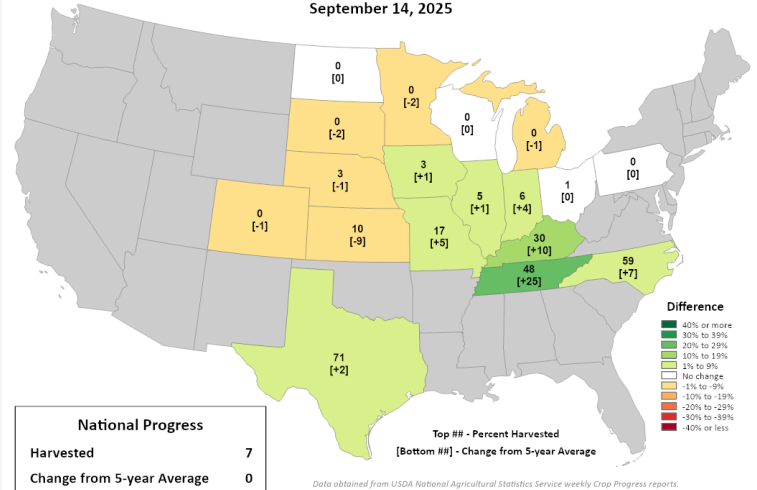 September 14, 2025
0
[0]
0
[-2]
0
[0]
0
[-2]
0
[-1]
0
[0]
3
[-1]
3
[+1]
5
[+1]
6
[+4]
1
[0]
0
[-1]
10
[-9]
17
[+5]
30
[+10]
48
[+25]
59
[+7]
71
[+2]
Difference
40% or more
30% to 39%
20% to 29%
10% to 19%
1% to 9%
No change
-1% to -9%
-10% to -19%
-20% to -29%
-30% to -39%
-40% or less
National Progress
Harvested 7
Change from 5-year Average 0
Top ## - Percent Harvested
[Bottom ##] - Change from 5-year Average
Data obtained from USDA National Agricultural Statistics Service weekly Crop Progress reports.